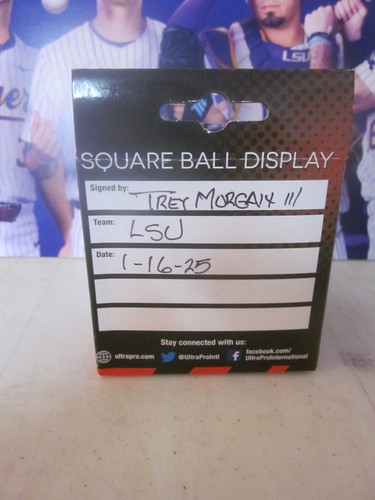 LSU
SQUARE BALL DISPLAY
Signed by: TREY MORGAN III
Team: LSU
Date: 1-16-25
Stay connected with us:
ultrapro.com @UltraProIntl facebook.com/
UltraProInternational